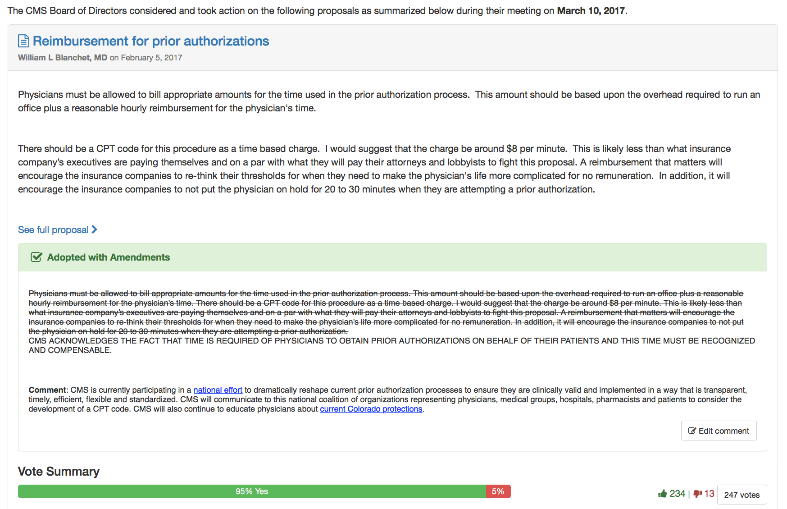 The CMS Board of Directors considered and took action on the following proposals as summarized below during their meeting on March 10, 2017.
Reimbursement for prior authorizations
William L Blanchet, MD on February 5, 2017
Physicians must be allowed to bill appropriate amounts for the time used in the prior authorization process. This amount should be based upon the overhead required to run an
office plus a reasonable hourly reimbursement for the physician's time.
There should be a CPT code for this procedure as a time based charge. I would suggest that the charge be around $8 per minute. This is likely less than what insurance
company's executives are paying themselves and on a par with what they will pay their attorneys and lobbyists to fight this proposal. A reimbursement that matters will
encourage the insurance companies to re-think their thresholds for when they need to make the physician's life more complicated for no remuneration. In addition, it will
encourage the insurance companies to not put the physician on hold for 20 to 30 minutes when they are attempting a prior authorization.
See full proposal
Adopted with Amendments
Physicians must be allowed to bill appropriate amounts for the time used in the prior authorization process. This amount should be based upon the overhead required to run an office plus a reasonable
hourly reimbursement for the physician's time. There should be a CPT code for this procedure as a time based charge. I would suggest that the charge be around $8 per minute. This is likely less than
what insurance company's executives are paying themselves and on a par with what they will pay their attorneys and lobbyists to fight this proposal. A reimbursement that matters will encourage the
insurance companies to re-think their thresholds for when they need to make the physician's life more complicated for no remuneration. In addition, it will encourage the insurance companies to not put
the physician on hold for 20 to 30 minutes when they are attempting a prior authorization.
CMS ACKNOWLEDGES THE FACT THAT TIME IS REQUIRED OF PHYSICIANS TO OBTAIN PRIOR AUTHORIZATIONS ON BEHALF OF THEIR PATIENTS AND THIS TIME MUST BE RECOGNIZED
AND COMPENSABLE.
Comment: CMS is currently participating in a national effort to dramatically reshape current prior authorization processes to ensure they are clinically valid and implemented in a way that is transparent,
timely, efficient, flexible and standardized. CMS will communicate to this national coalition of organizations representing physicians, medical groups, hospitals, pharmacists and patients to consider the
development of a CPT code. CMS will also continue to educate physicians about current Colorado protections.
Edit comment
Vote Summary
95% Yes 5% 234 | 13 247 votes